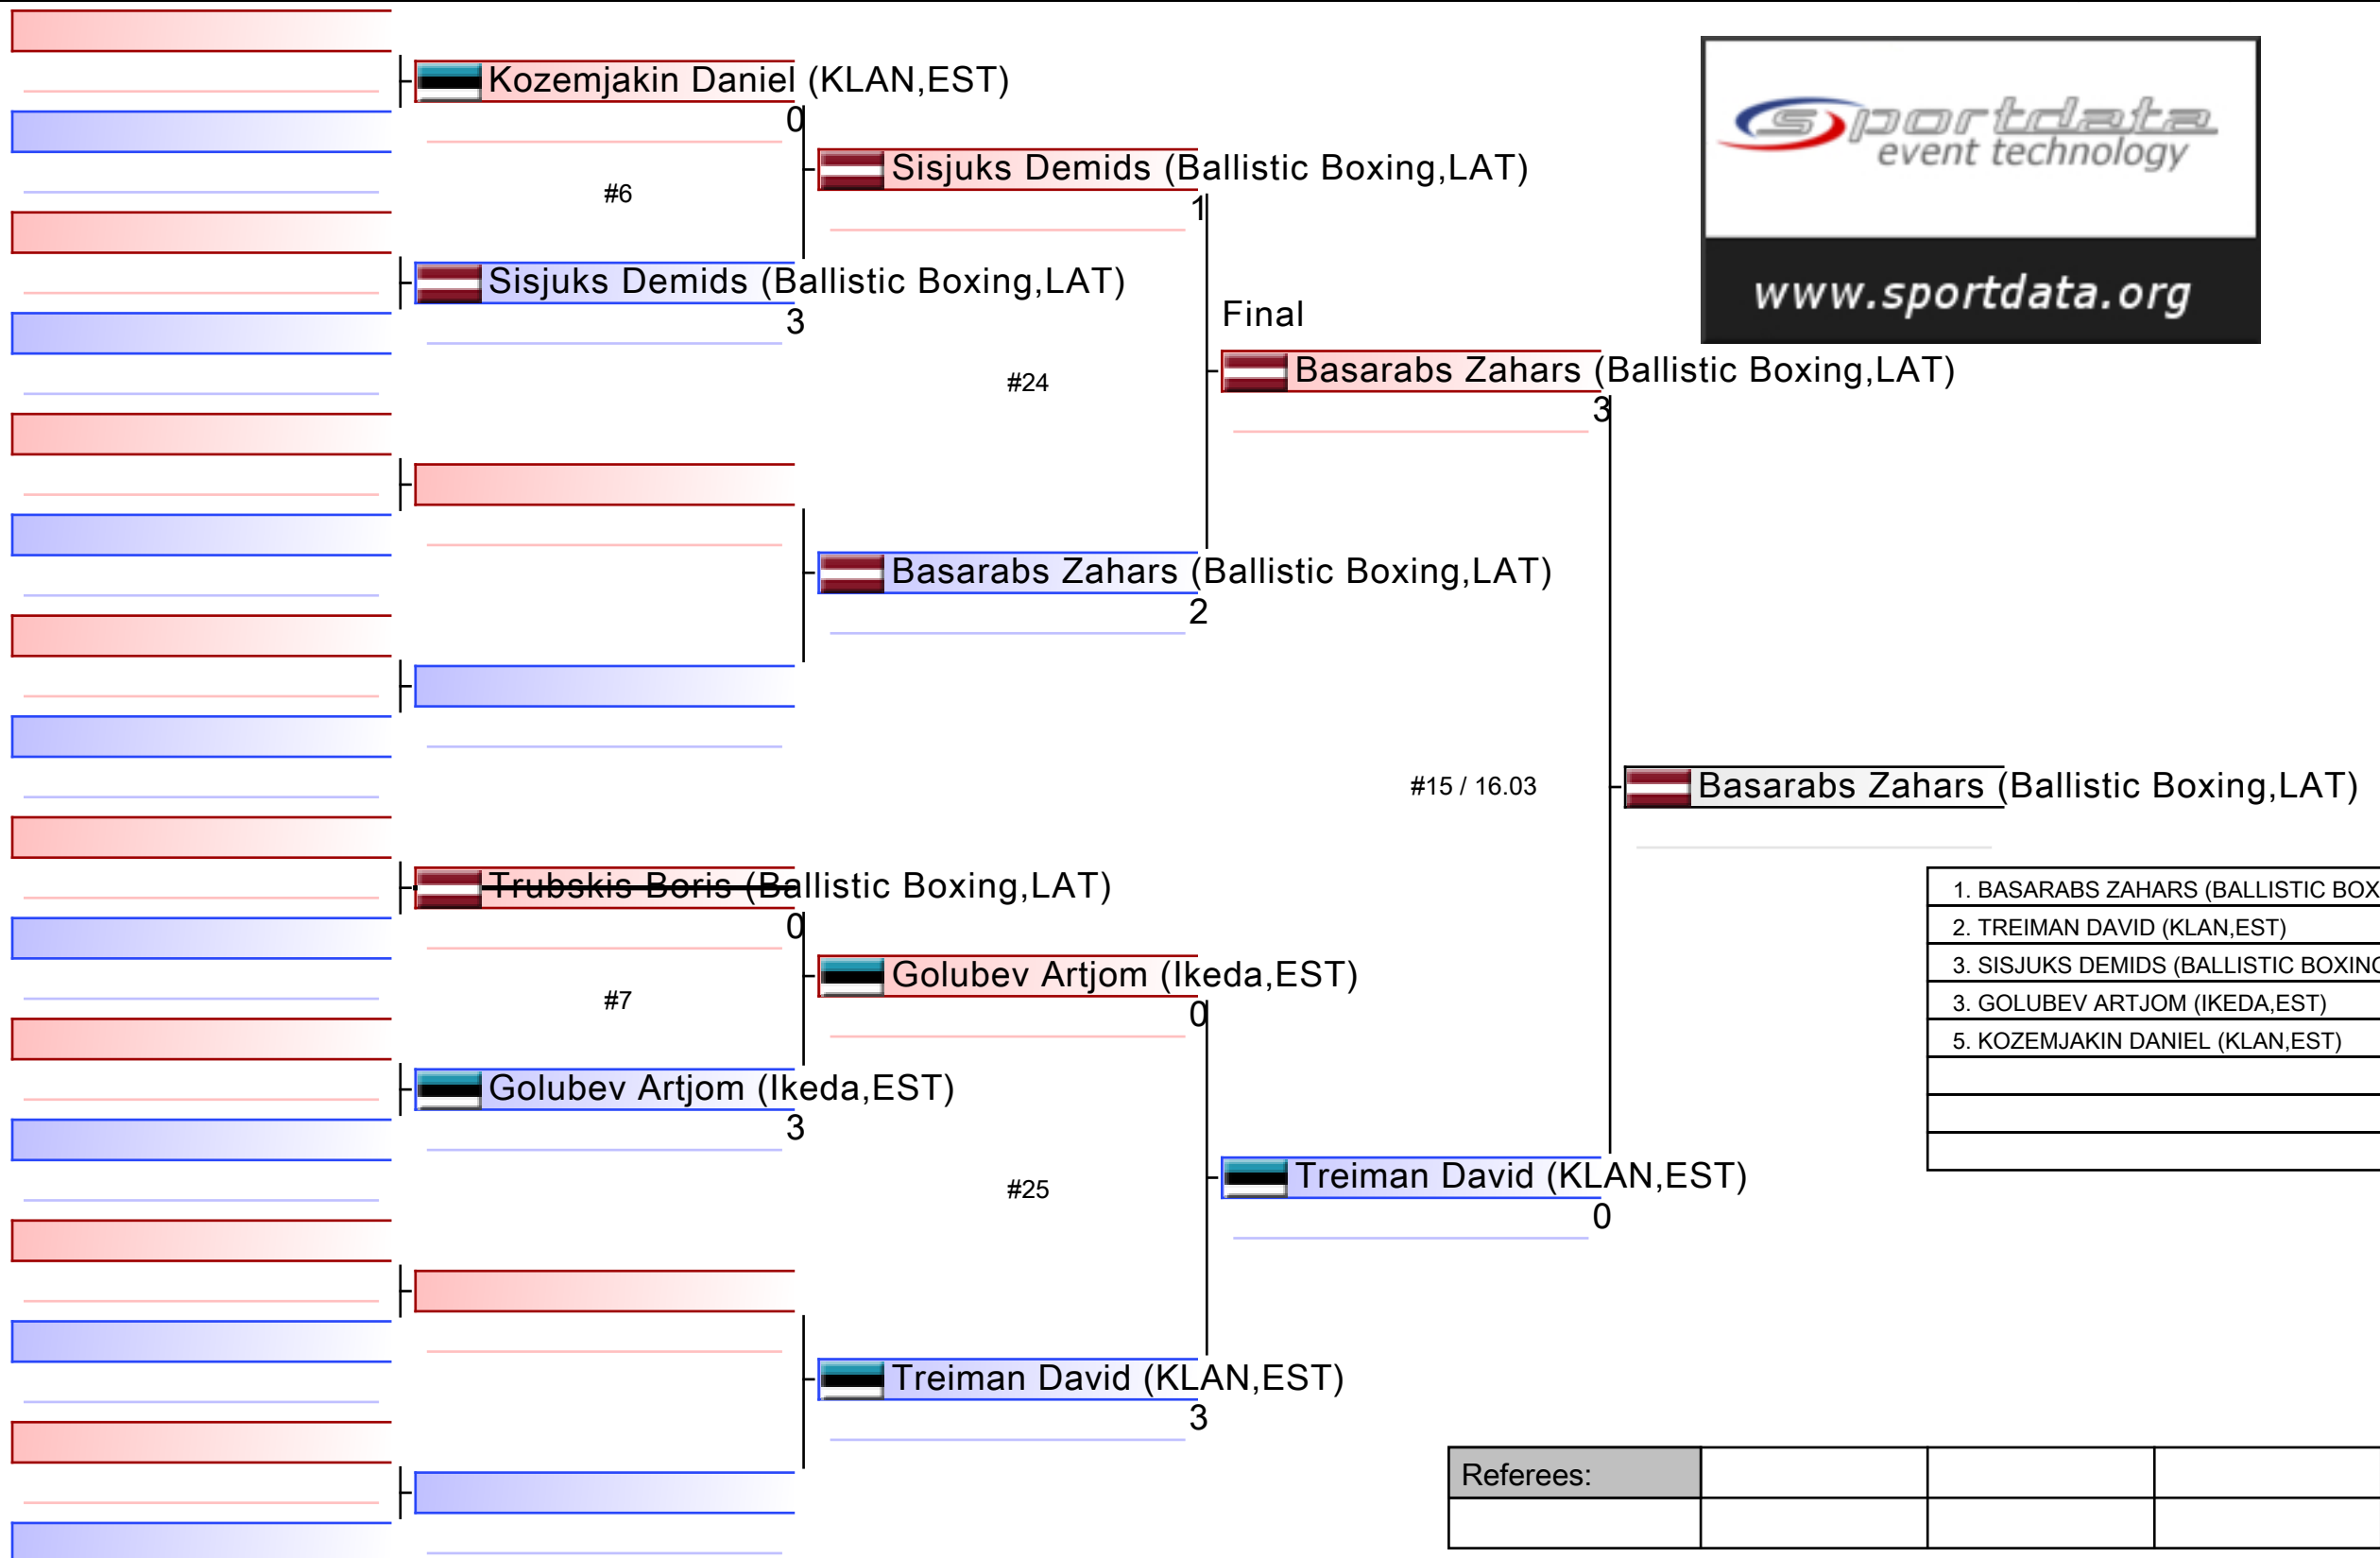 Kozemjakin Daniel (KLAN,EST)
0
#6
Sisjuks Demids (Ballistic Boxing,LAT)
3
Sisjuks Demids (Ballistic Boxing,LAT)
1
#24
Basarabs Zahars (Ballistic Boxing,LAT)
2
Final
Basarabs Zahars (Ballistic Boxing,LAT)
3
#15 / 16.03
Basarabs Zahars (Ballistic Boxing,LAT)
Trubskis Boris (Ballistic Boxing,LAT)
0
#7
Golubev Artjom (Ikeda,EST)
3
Golubev Artjom (Ikeda,EST)
0
#25
Treiman David (KLAN,EST)
3
Treiman David (KLAN,EST)
0
sportdata
event technology
www.sportdata.org
1. BASARABS ZAHARS (BALLISTIC BOX
2. TREIMAN DAVID (KLAN,EST)
3. SISJUKS DEMIDS (BALLISTIC BOXING
3. GOLUBEV ARTJOM (IKEDA,EST)
5. KOZEMJAKIN DANIEL (KLAN,EST)
Referees: